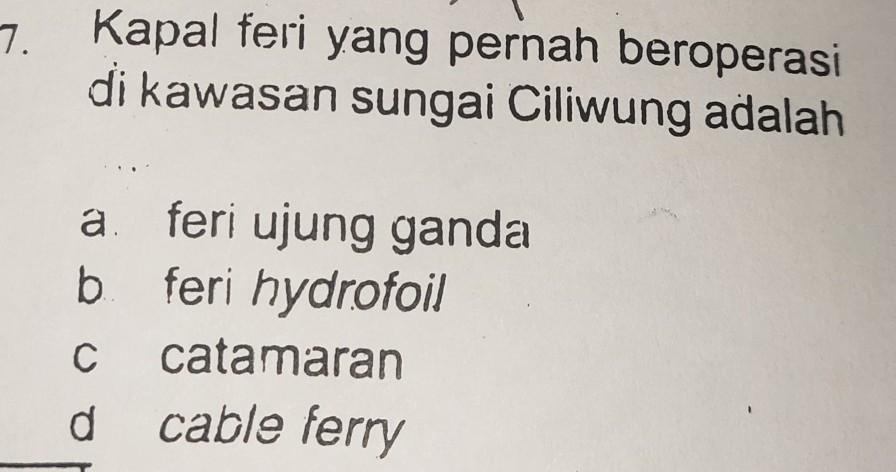 7. Kapal feri yang pernah beroperasi
di kawasan sungai Ciliwung adalah
....
a. feri ujung ganda
b. feri hydrofoil
c catamaran
d cable ferry